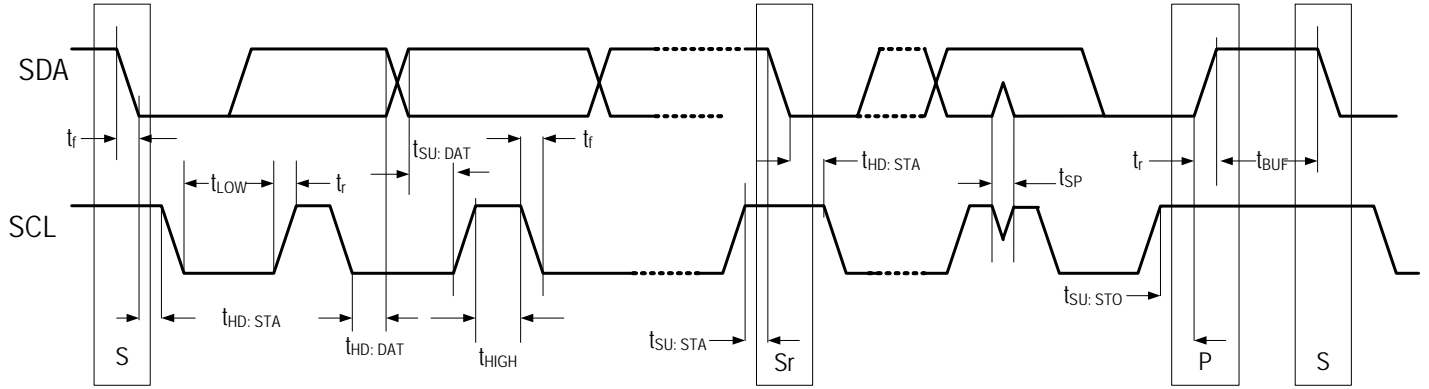 SDA
tf
tSU: DAT
tf
tLOW
tr
tHD: STA
tSP
tr
tBUF
SCL
tHD: STA
tHD: DAT
tHIGH
tSU: STA
tSU: STO
S
Sr
P
S